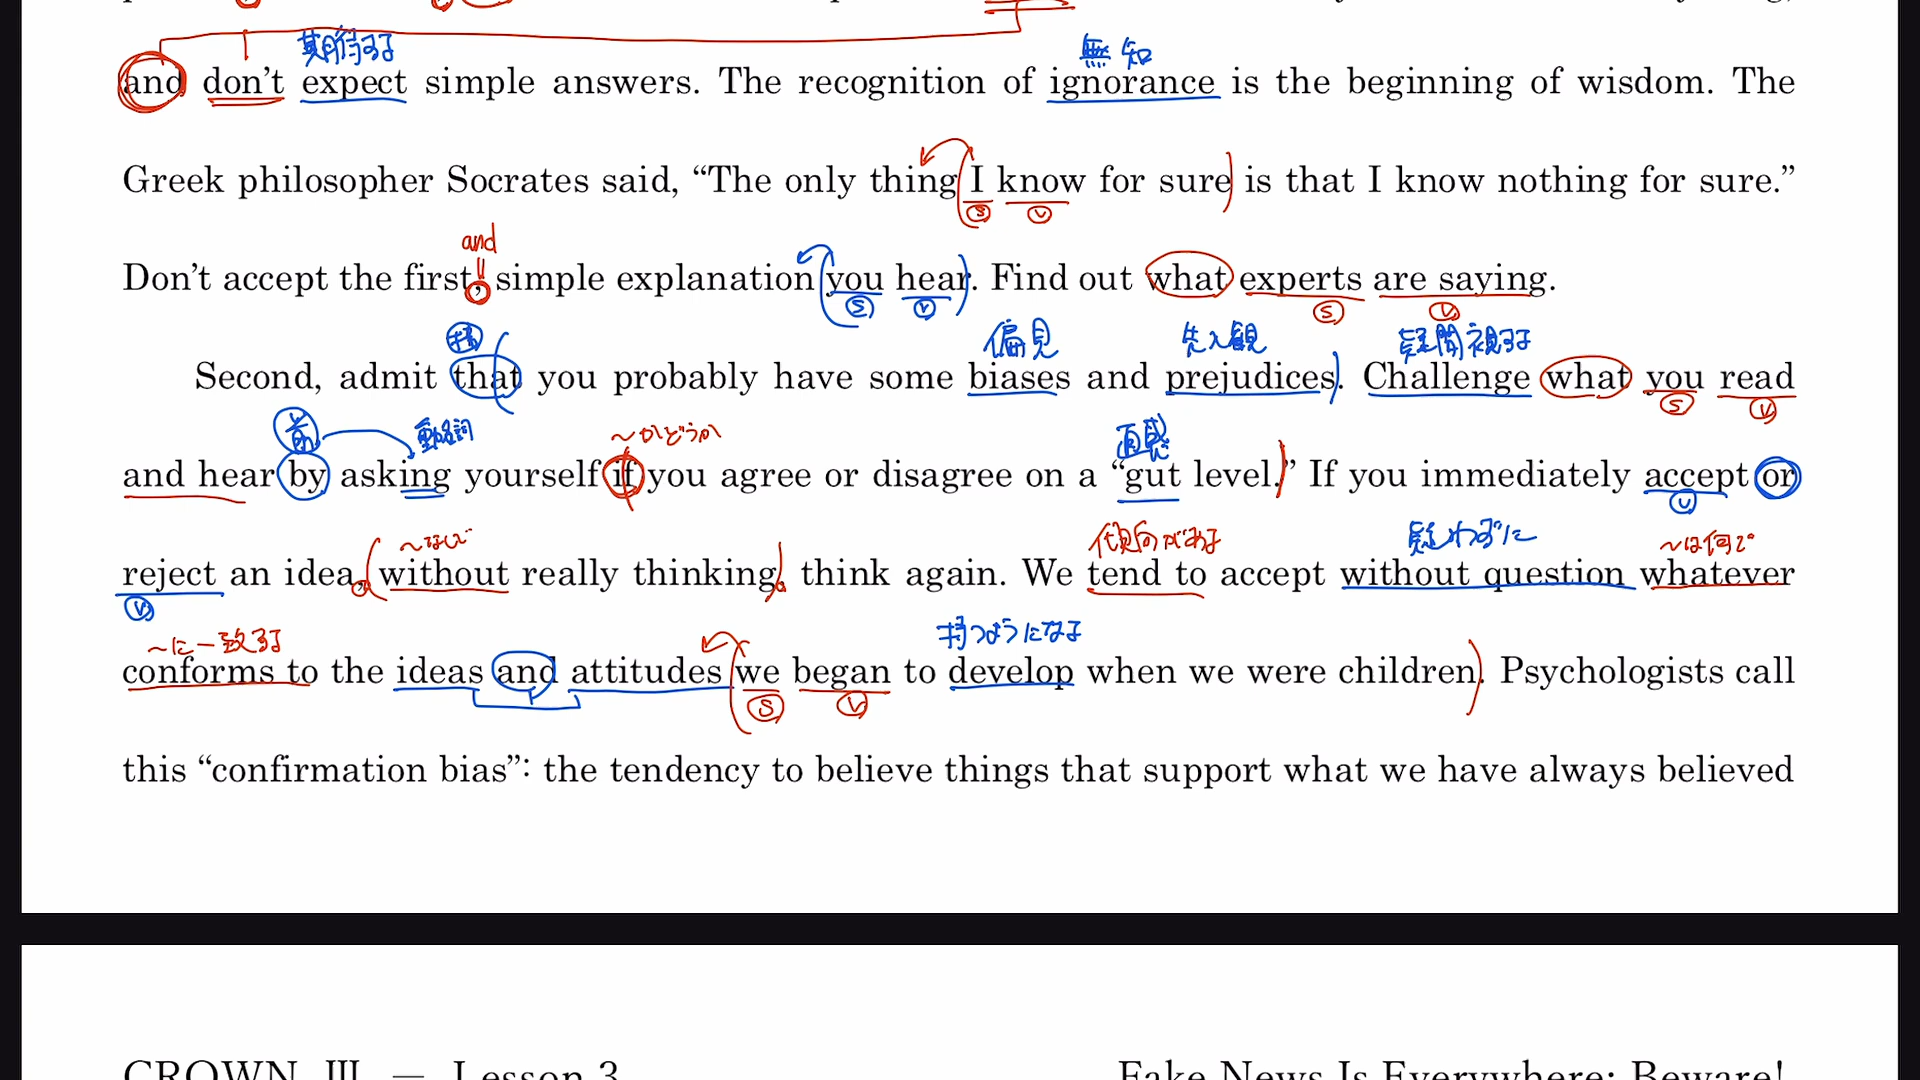 期待する 無知
and don't expect simple answers. The recognition of ignorance is the beginning of wisdom. The
Greek philosopher Socrates said, “The only thing I know for sure is that I know nothing for sure.”
S V
and
Don't accept the first, simple explanation you hear. Find out what experts are saying.
S V S V
接 偏見 先入観 疑問視する
Second, admit that you probably have some biases and prejudices. Challenge what you read
S V
前 動名詞 ～かどうか 直感
and hear by asking yourself if you agree or disagree on a “gut level.” If you immediately accept or
V
～ないで 傾向がある 疑わずに ～は何で
reject an idea, without really thinking, think again. We tend to accept without question whatever
V
～に一致する 持つようになる
conforms to the ideas and attitudes we began to develop when we were children. Psychologists call
S V
this “confirmation bias”: the tendency to believe things that support what we have always believed
CROWN III — Lesson 3 Fake News Is Everywhere: Beware!